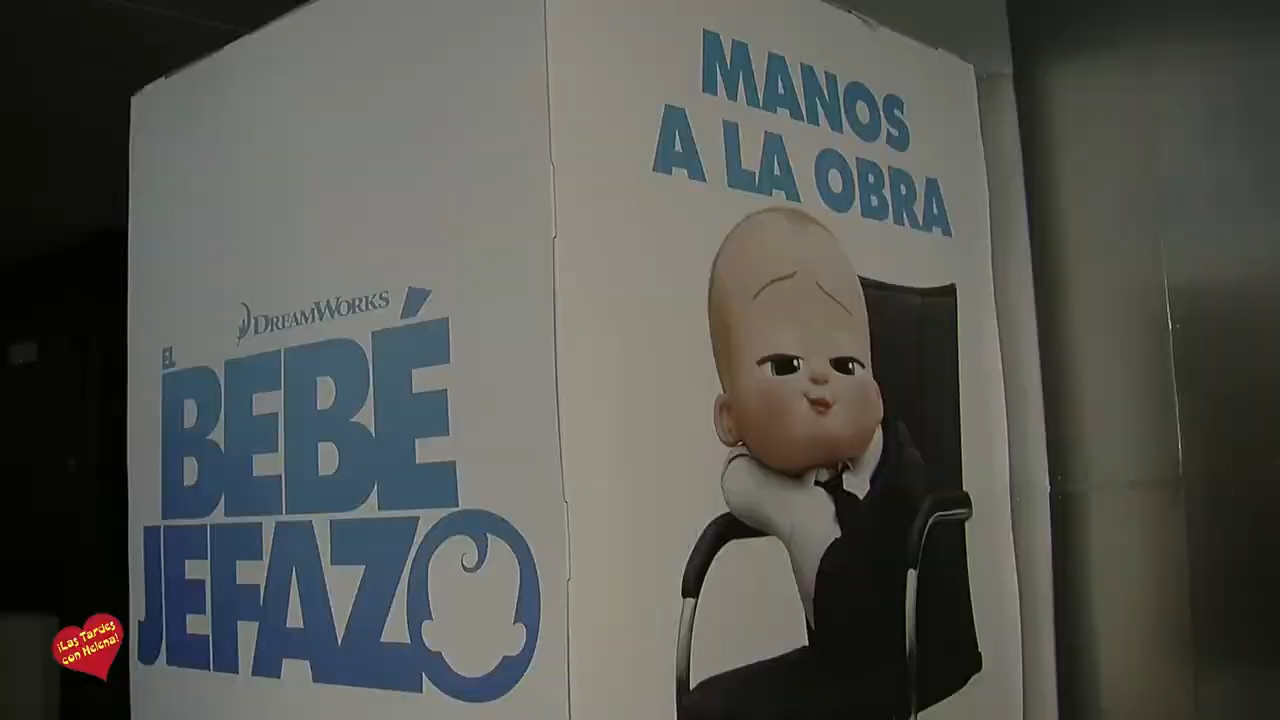 MANOS
A LA OBRA
DREAMWORKS
EL
BEBÉ
JEFAZO
¡Las Tardes
con Helena!